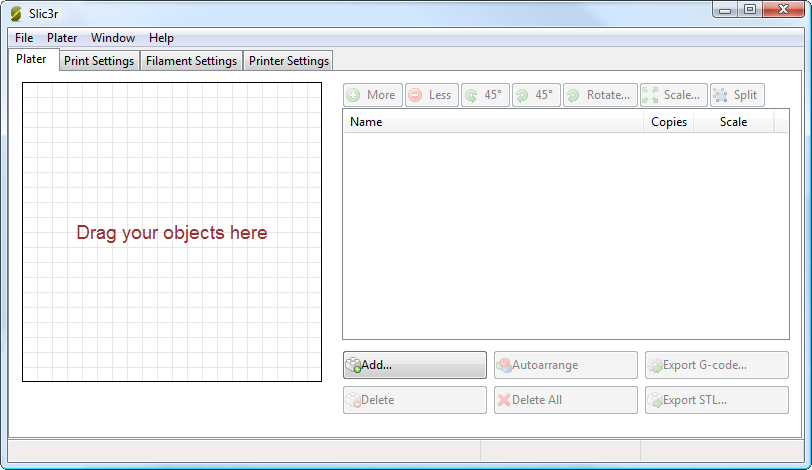 Slic3r
File Plater Window Help
Plater Print Settings Filament Settings Printer Settings
More Less 45° 45° Rotate... Scale... Split
Name Copies Scale
Drag your objects here
Add... Autoarrange Export G-code...
Delete Delete All Export STL...